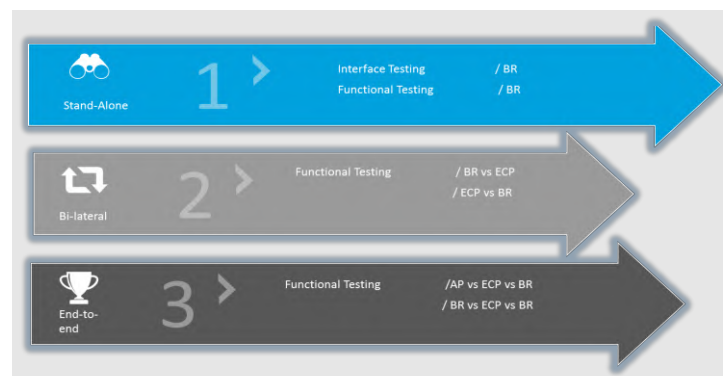 Stand-Alone
1
Interface Testing / BR
Functional Testing / BR
Bi-lateral
2
Functional Testing / BR vs ECP
/ ECP vs BR
End-to-
end
3
Functional Testing /AP vs ECP vs BR
/ BR vs ECP vs BR